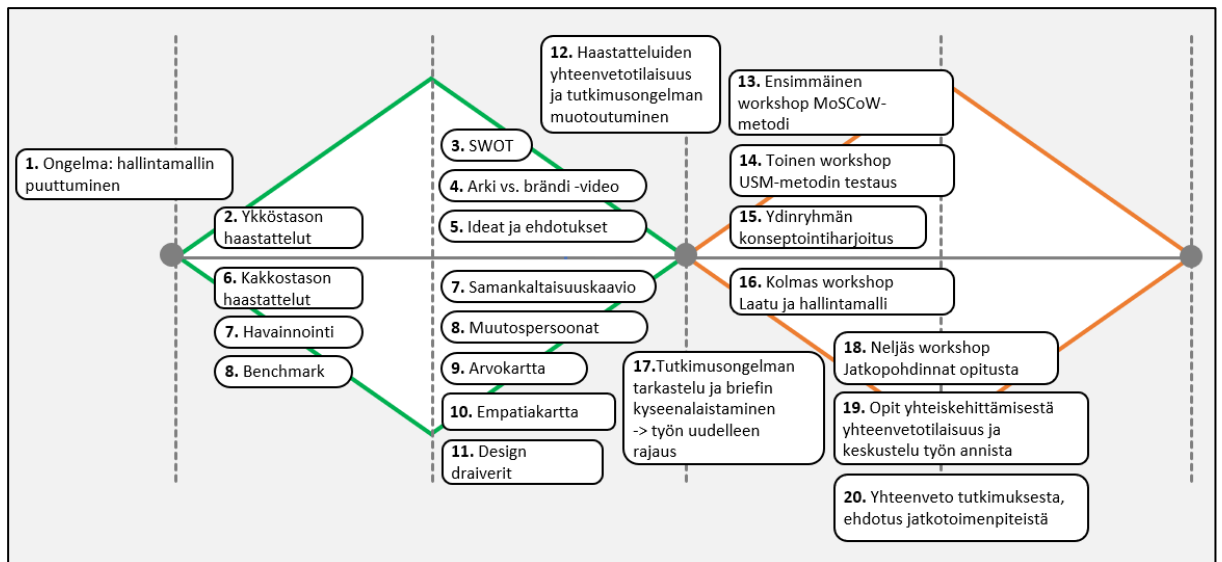 1. Ongelma: hallintamallin
puuttuminen
2. Ykköstason
haastattelut
3. SWOT
4. Arki vs. brändi -video
5. Ideat ja ehdotukset
6. Kakkostason
haastattelut
7. Havainnointi
8. Benchmark
7. Samankaltaisuuskaavio
8. Muutospersoonat
9. Arvokartta
10. Empatiakartta
11. Design
draiverit
12. Haastatteluiden
yhteenvetotilaisuus
ja tutkimusongelman
muotoutuminen
13. Ensimmäinen
workshop MoSCoW-
metodi
14. Toinen workshop
USM-metodin testaus
15. Ydinryhmän
konseptointiharjoitus
16. Kolmas workshop
Laatu ja hallintamalli
17.Tutkimusongelman
tarkastelu ja briefin
kyseenalaistaminen
-> työn uudelleen
rajaus
18. Neljäs workshop
Jatkopohdinnat opitusta
19. Opit yhteiskehittämisestä
yhteenvetotilaisuus ja
keskustelu työn annista
20. Yhteenveto tutkimuksesta,
ehdotus jatkotoimenpiteistä